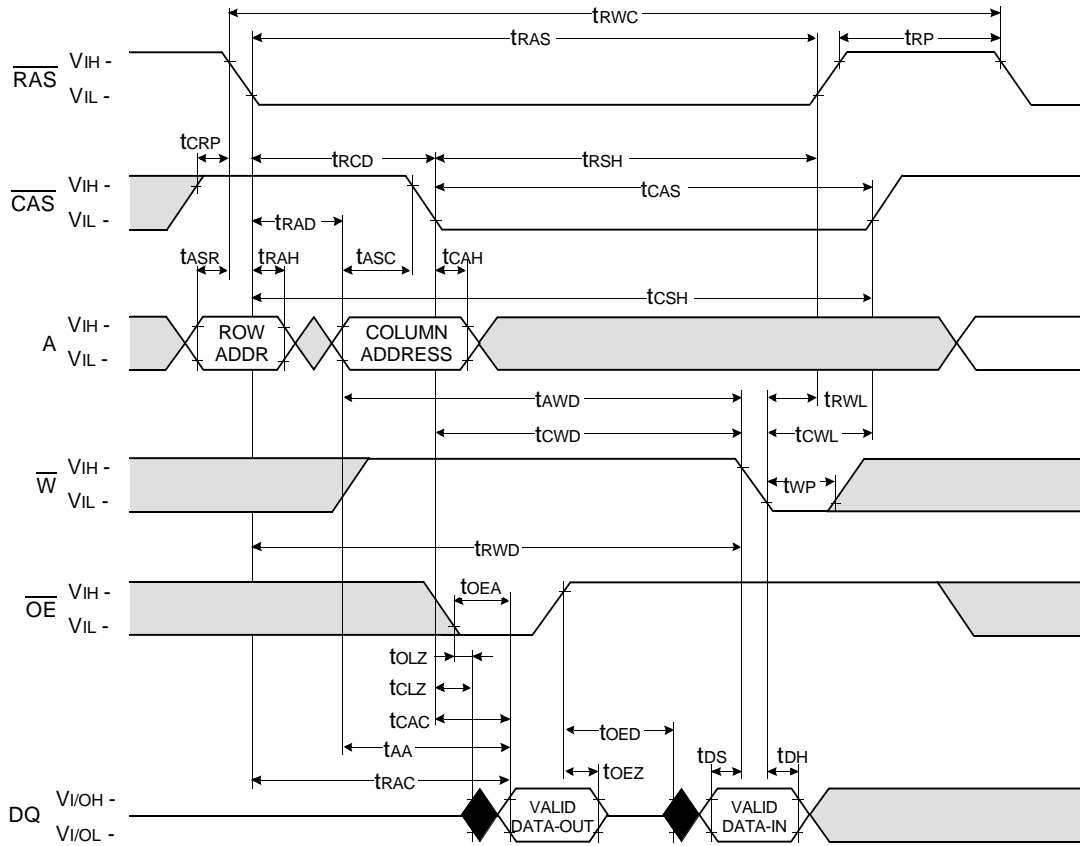 tRWC
tRAS
tRP
RAS
VIH -
VIL -
tCRP
tRCD
tRSH
CAS
VIH -
VIL -
tCAS
tRAD
tASR
tRAH
tASC
tCAH
tCSH
A
VIH -
VIL -
ROW
ADDR
COLUMN
ADDRESS
tAWD
tRWL
tCWD
tCWL
W
VIH -
VIL -
tWP
tRWD
OE
VIH -
VIL -
tOEA
tOLZ
tCLZ
tCAC
tOED
tAA
tDS
tDH
tOEZ
tRAC
DQ
VI/OH -
VI/OL -
VALID
DATA-OUT
VALID
DATA-IN